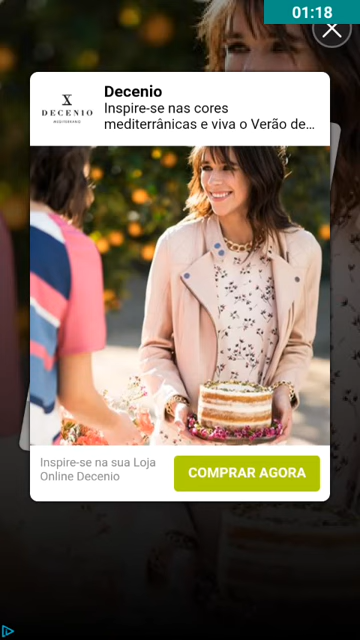 01:18
Decenio
Inspire-se nas cores
mediterrânicas e viva o Verão de...
DECENIO
Inspire-se na sua Loja
Online Decenio
COMPRAR AGORA